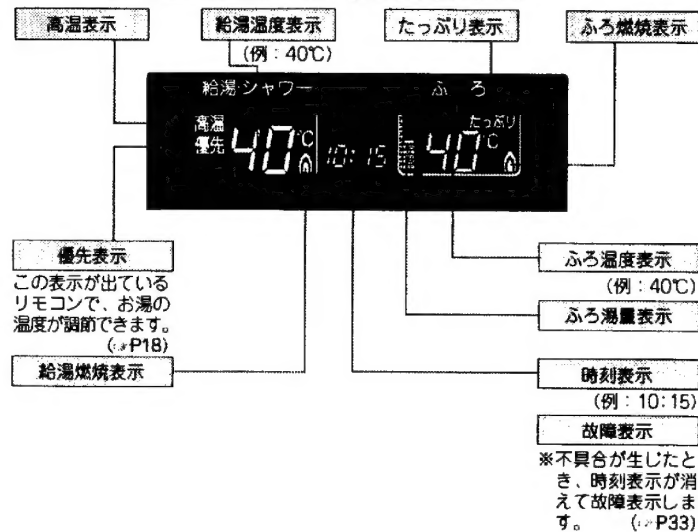 高温表示
給湯温度表示
(例：40℃)
たっぷり表示
ふろ燃焼表示
給湯・シャワー
ふろ
高温
優先
40℃
10:15
たっぷり
40℃
優先表示
この表示が出ている
リモコンで、お湯の
温度が調節できます。
(☞P18)
給湯燃焼表示
ふろ温度表示
(例：40℃)
ふろ湯量表示
時刻表示
(例：10:15)
故障表示
※不具合が生じたと
き、時刻表示が消
えて故障表示しま
す。 (☞P33)